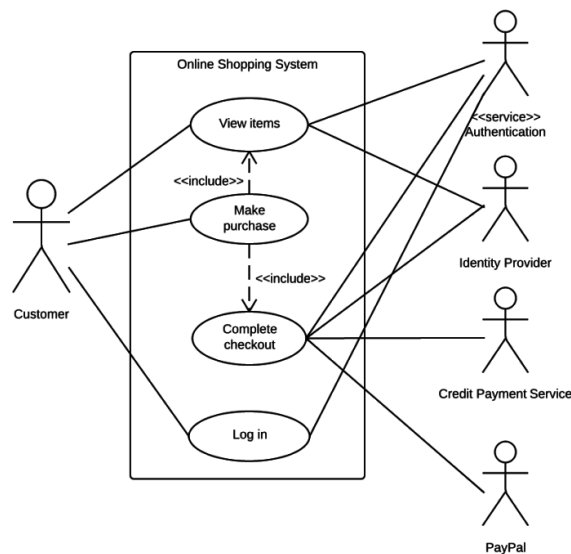 Online Shopping System
View items
<<service>>
Authentication
<<include>>
Make
purchase
Identity Provider
<<include>>
Customer
Complete
checkout
Credit Payment Service
Log in
PayPal